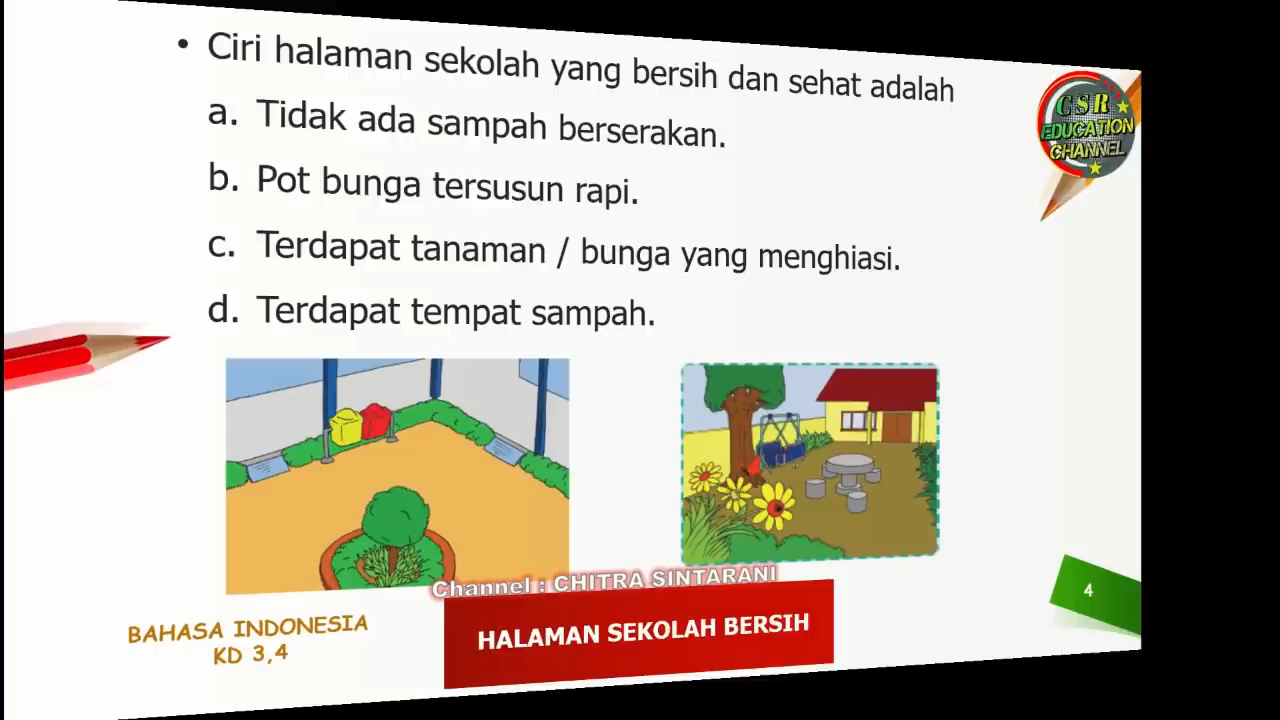 • Ciri halaman sekolah yang bersih dan sehat adalah
a. Tidak ada sampah berserakan.
b. Pot bunga tersusun rapi.
c. Terdapat tanaman / bunga yang menghiasi.
d. Terdapat tempat sampah.
CSR
EDUCATION
CHANNEL
Channel : CHITRA SINTARANI
BAHASA INDONESIA
KD 3,4
HALAMAN SEKOLAH BERSIH
4